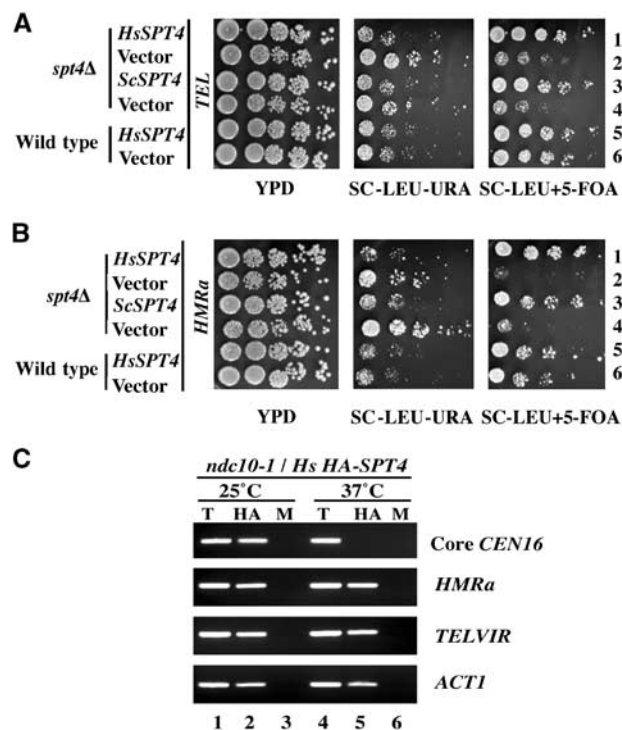 A
HsSPT4
Vector
spt4Δ
ScSPT4
Vector
Wild type
HsSPT4
Vector
TEL
1
2
3
4
5
6
YPD
SC-LEU-URA
SC-LEU+5-FOA
B
HsSPT4
Vector
spt4Δ
ScSPT4
Vector
Wild type
HsSPT4
Vector
HMRa
1
2
3
4
5
6
YPD
SC-LEU-URA
SC-LEU+5-FOA
C
ndc10-1 / Hs HA-SPT4
25˚C 37˚C
T HA M T HA M
Core CEN16
HMRa
TELVIR
ACT1
1 2 3 4 5 6